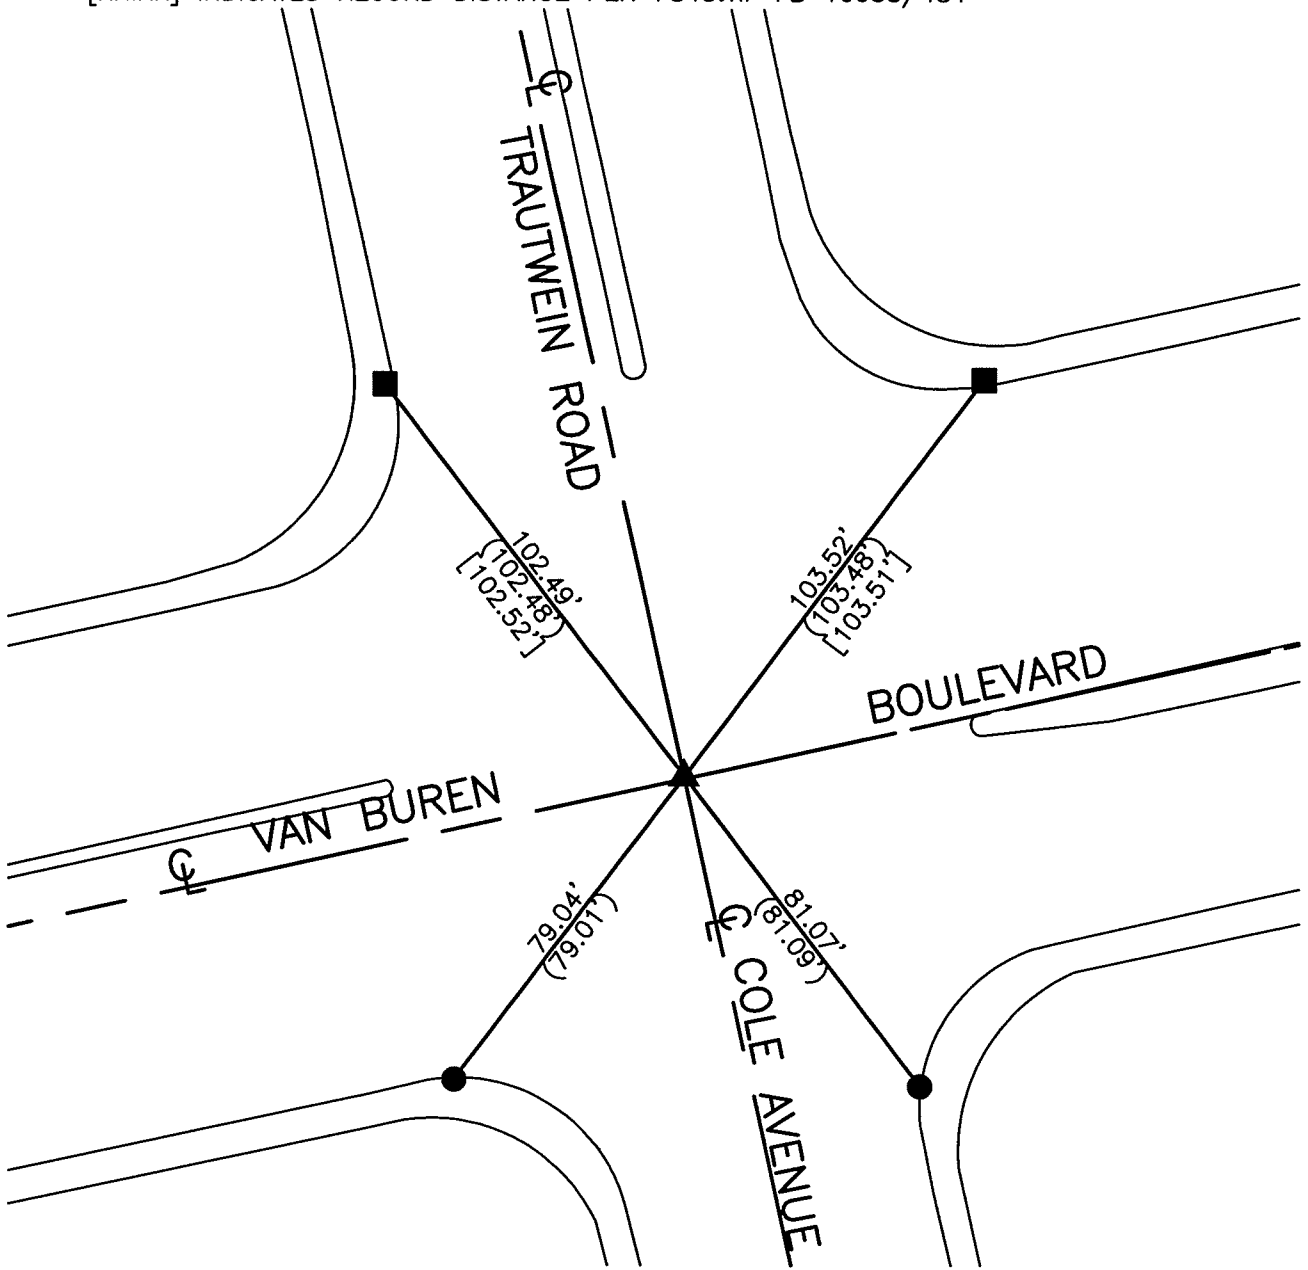 ℄
TRAUTWEIN ROAD
102.49'
(102.48')
[102.52']
103.52'
(103.48')
[103.51']
BOULEVARD
℄ VAN BUREN
79.04'
(79.01')
81.07'
(81.09')
℄ COLE AVENUE